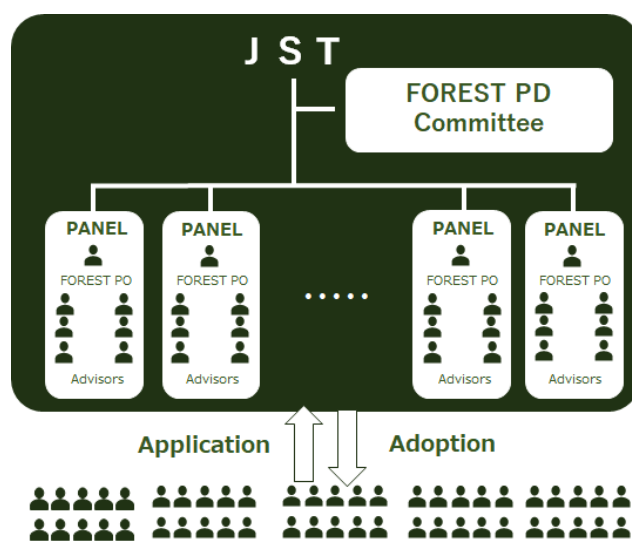 JST
FOREST PD
Committee
PANEL
FOREST PO
Advisors
PANEL
FOREST PO
Advisors
.....
PANEL
FOREST PO
Advisors
PANEL
FOREST PO
Advisors
Application
Adoption